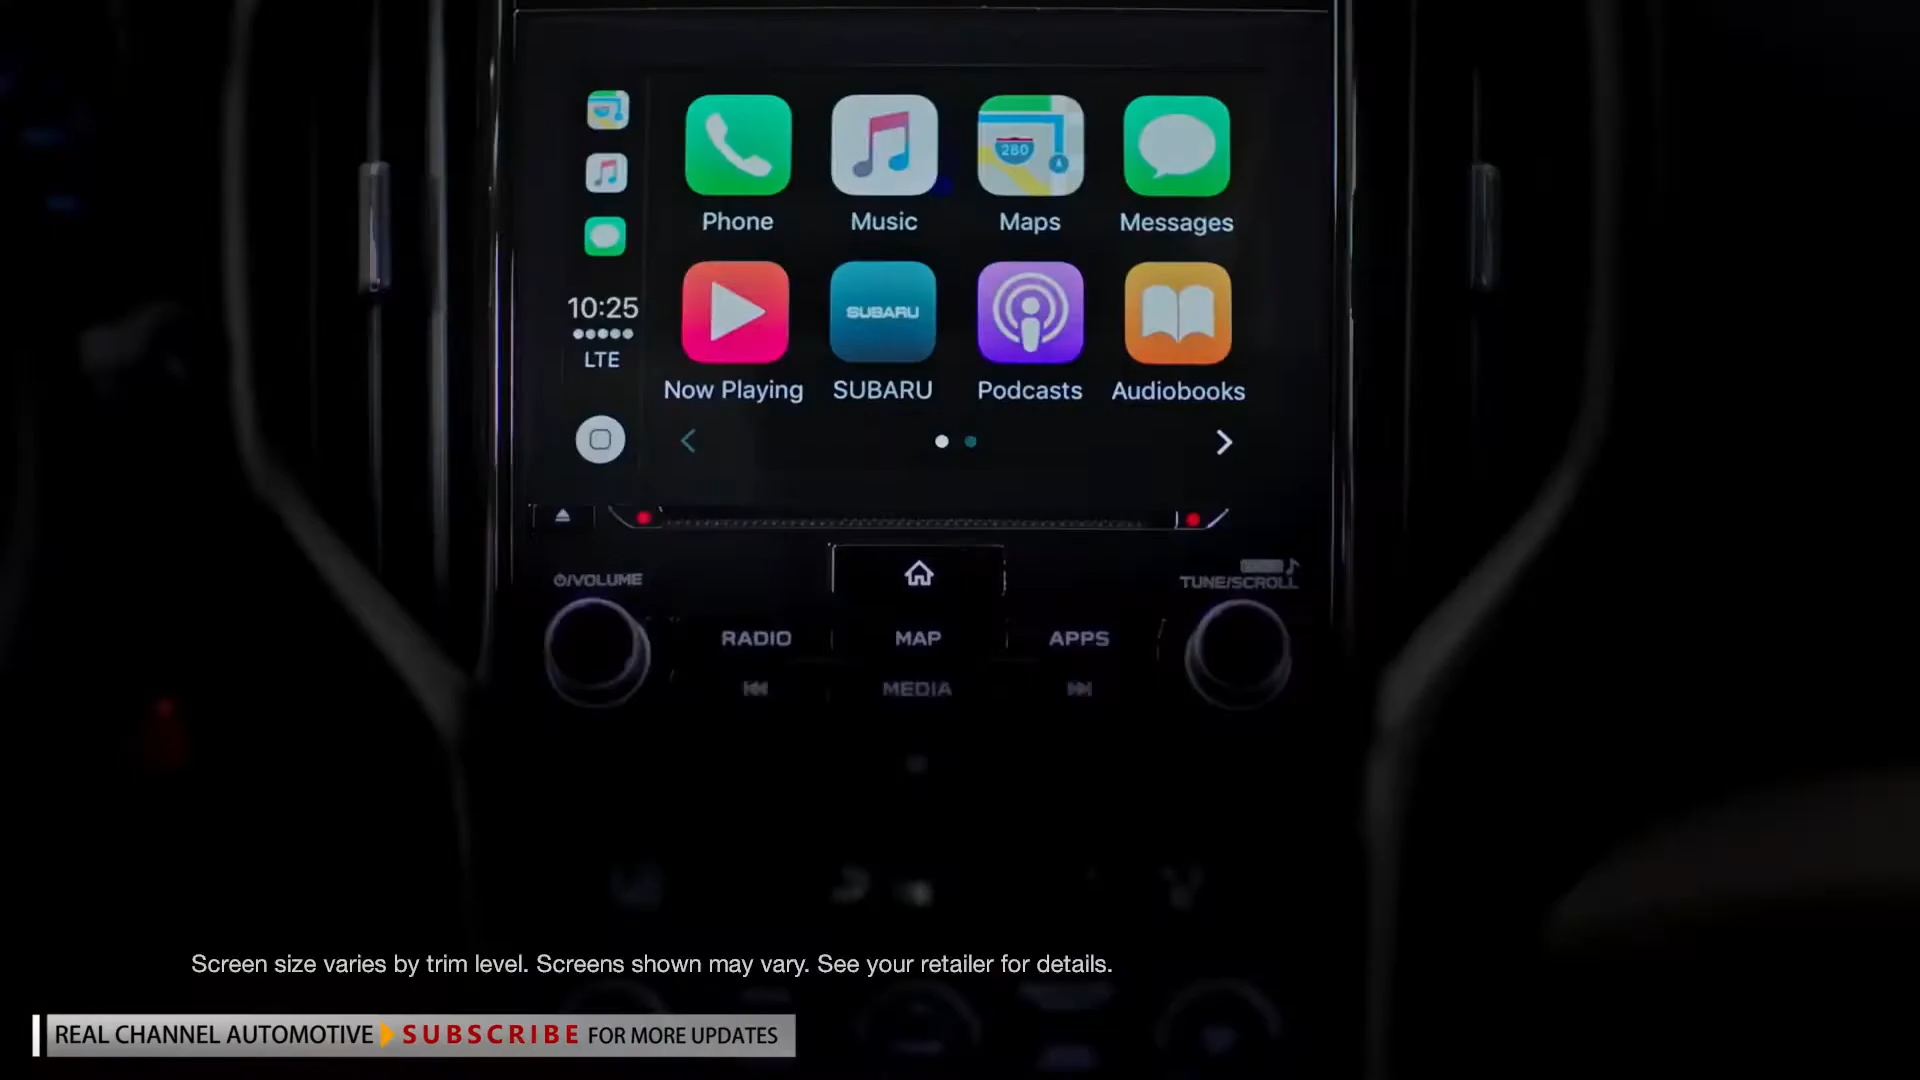 Phone Music Maps Messages
280
SUBARU
10:25
LTE
Now Playing SUBARU Podcasts Audiobooks
/VOLUME
TUNE/SCROLL
RADIO MAP APPS
MEDIA
Screen size varies by trim level. Screens shown may vary. See your retailer for details.
REAL CHANNEL AUTOMOTIVE SUBSCRIBE FOR MORE UPDATES